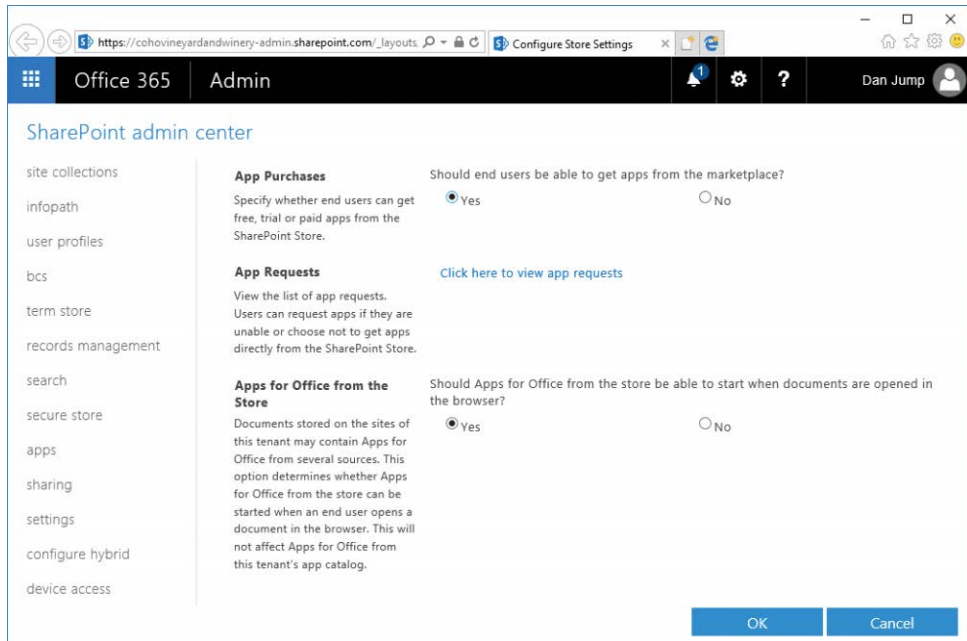 https://cohovineyardandwinery-admin.sharepoint.com/_layouts
Configure Store Settings
Office 365
Admin
1
?
Dan Jump
SharePoint admin center
site collections
infopath
user profiles
bcs
term store
records management
search
secure store
apps
sharing
settings
configure hybrid
device access
App Purchases
Specify whether end users can get
free, trial or paid apps from the
SharePoint Store.
Should end users be able to get apps from the marketplace?
Yes
No
App Requests
View the list of app requests.
Users can request apps if they are
unable or choose not to get apps
directly from the SharePoint Store.
Click here to view app requests
Apps for Office from the
Store
Documents stored on the sites of
this tenant may contain Apps for
Office from several sources. This
option determines whether Apps
for Office from the store can be
started when an end user opens a
document in the browser. This will
not affect Apps for Office from
this tenant's app catalog.
Should Apps for Office from the store be able to start when documents are opened in
the browser?
Yes
No
OK
Cancel